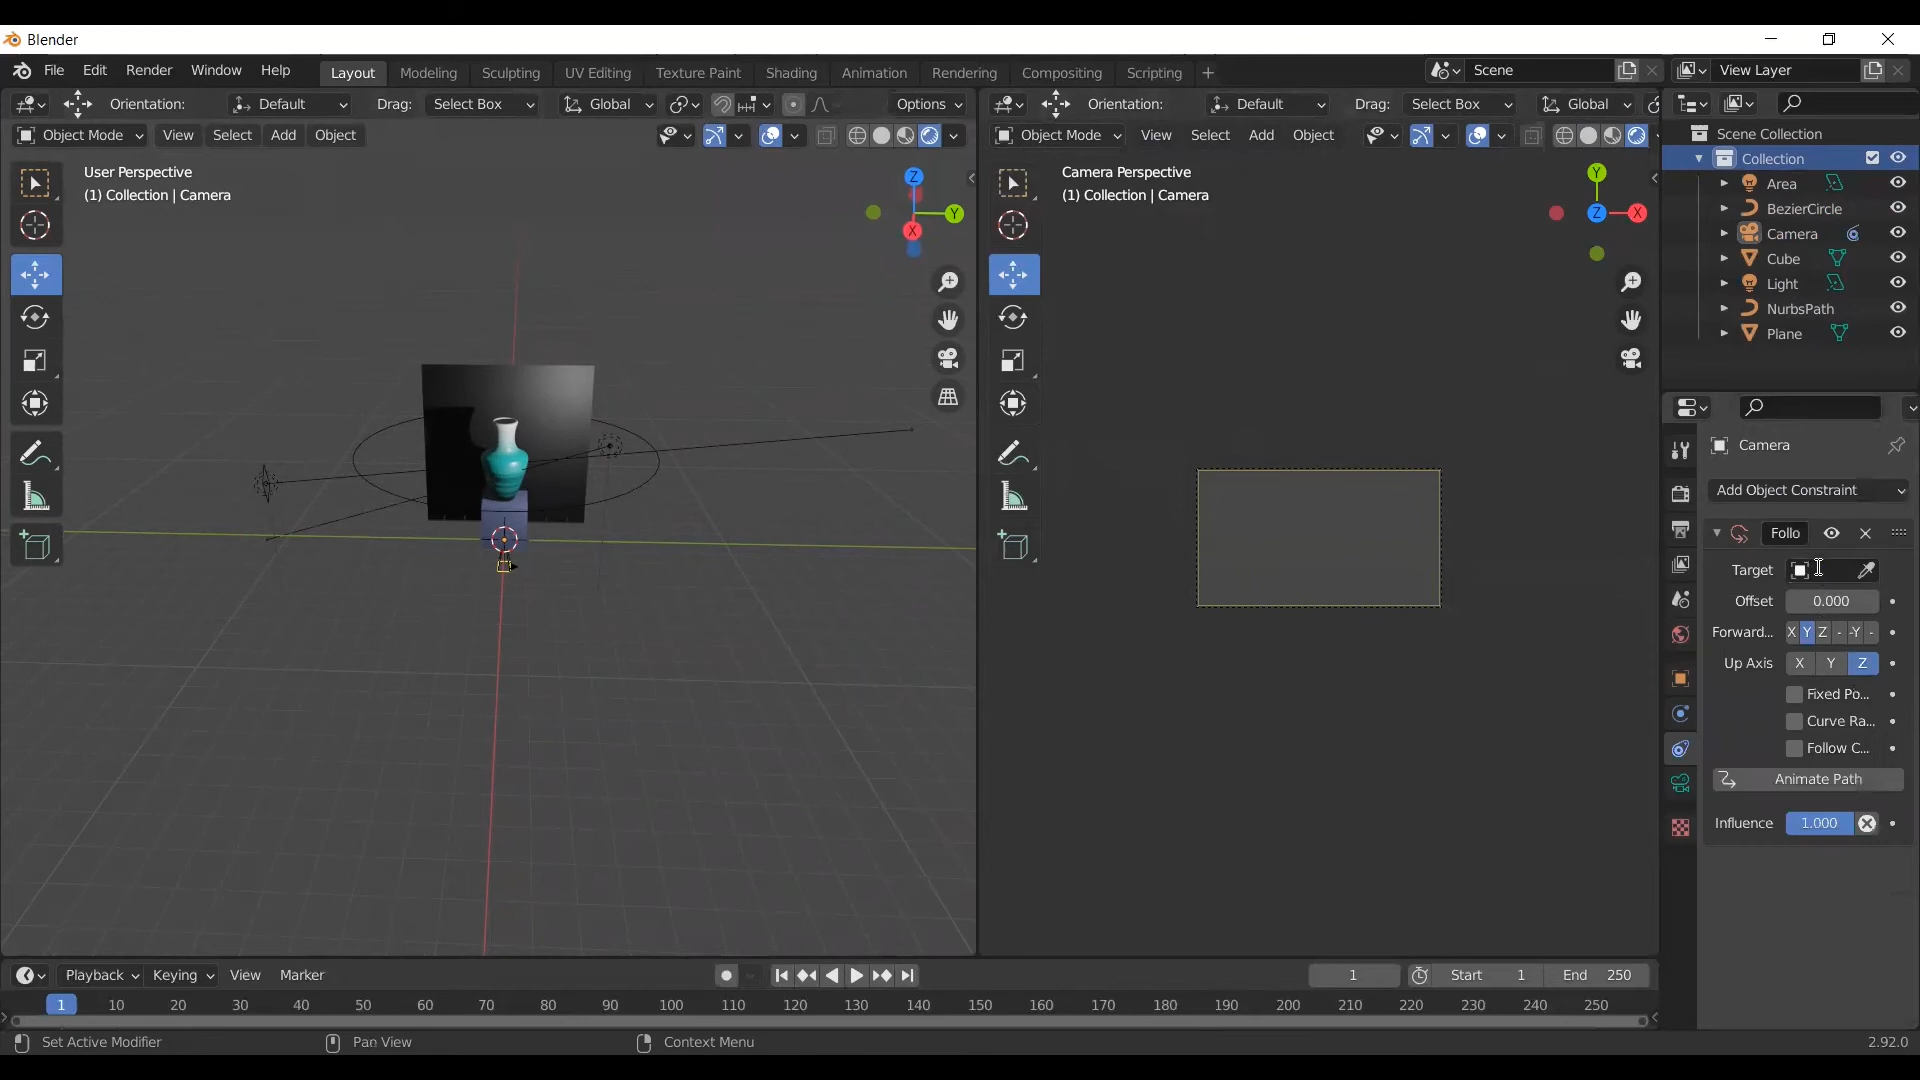 Blender
File Edit Render Window Help Layout Modeling Sculpting UV Editing Texture Paint Shading Animation Rendering Compositing Scripting + Scene View Layer
Orientation: Default Drag: Select Box Global Options
Orientation: Default Drag: Select Box Global
Object Mode View Select Add Object
Object Mode View Select Add Object
User Perspective
(1) Collection | Camera
Z
Y
X
Camera Perspective
(1) Collection | Camera
Y
Z
X
Scene Collection
Collection
Area
BezierCircle
Camera
Cube
Light
NurbsPath
Plane
Camera
Add Object Constraint
Follo
Target
Offset 0.000
Forward... X Y Z - -Y -
Up Axis X Y Z
Fixed Po...
Curve Ra...
Follow C...
Animate Path
Influence 1.000
Playback Keying View Marker 1 Start 1 End 250
1 10 20 30 40 50 60 70 80 90 100 110 120 130 140 150 160 170 180 190 200 210 220 230 240 250
Set Active Modifier Pan View Context Menu 2.92.0